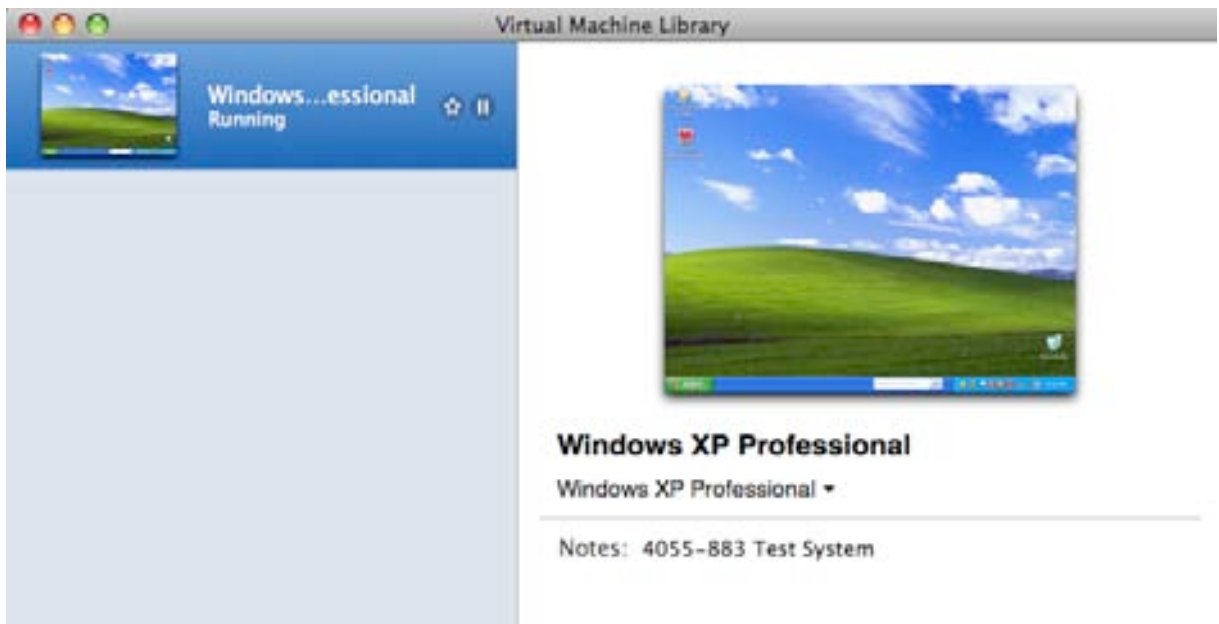 Virtual Machine Library
Windows...essional
Running
Windows XP Professional
Windows XP Professional
Notes: 4055-883 Test System